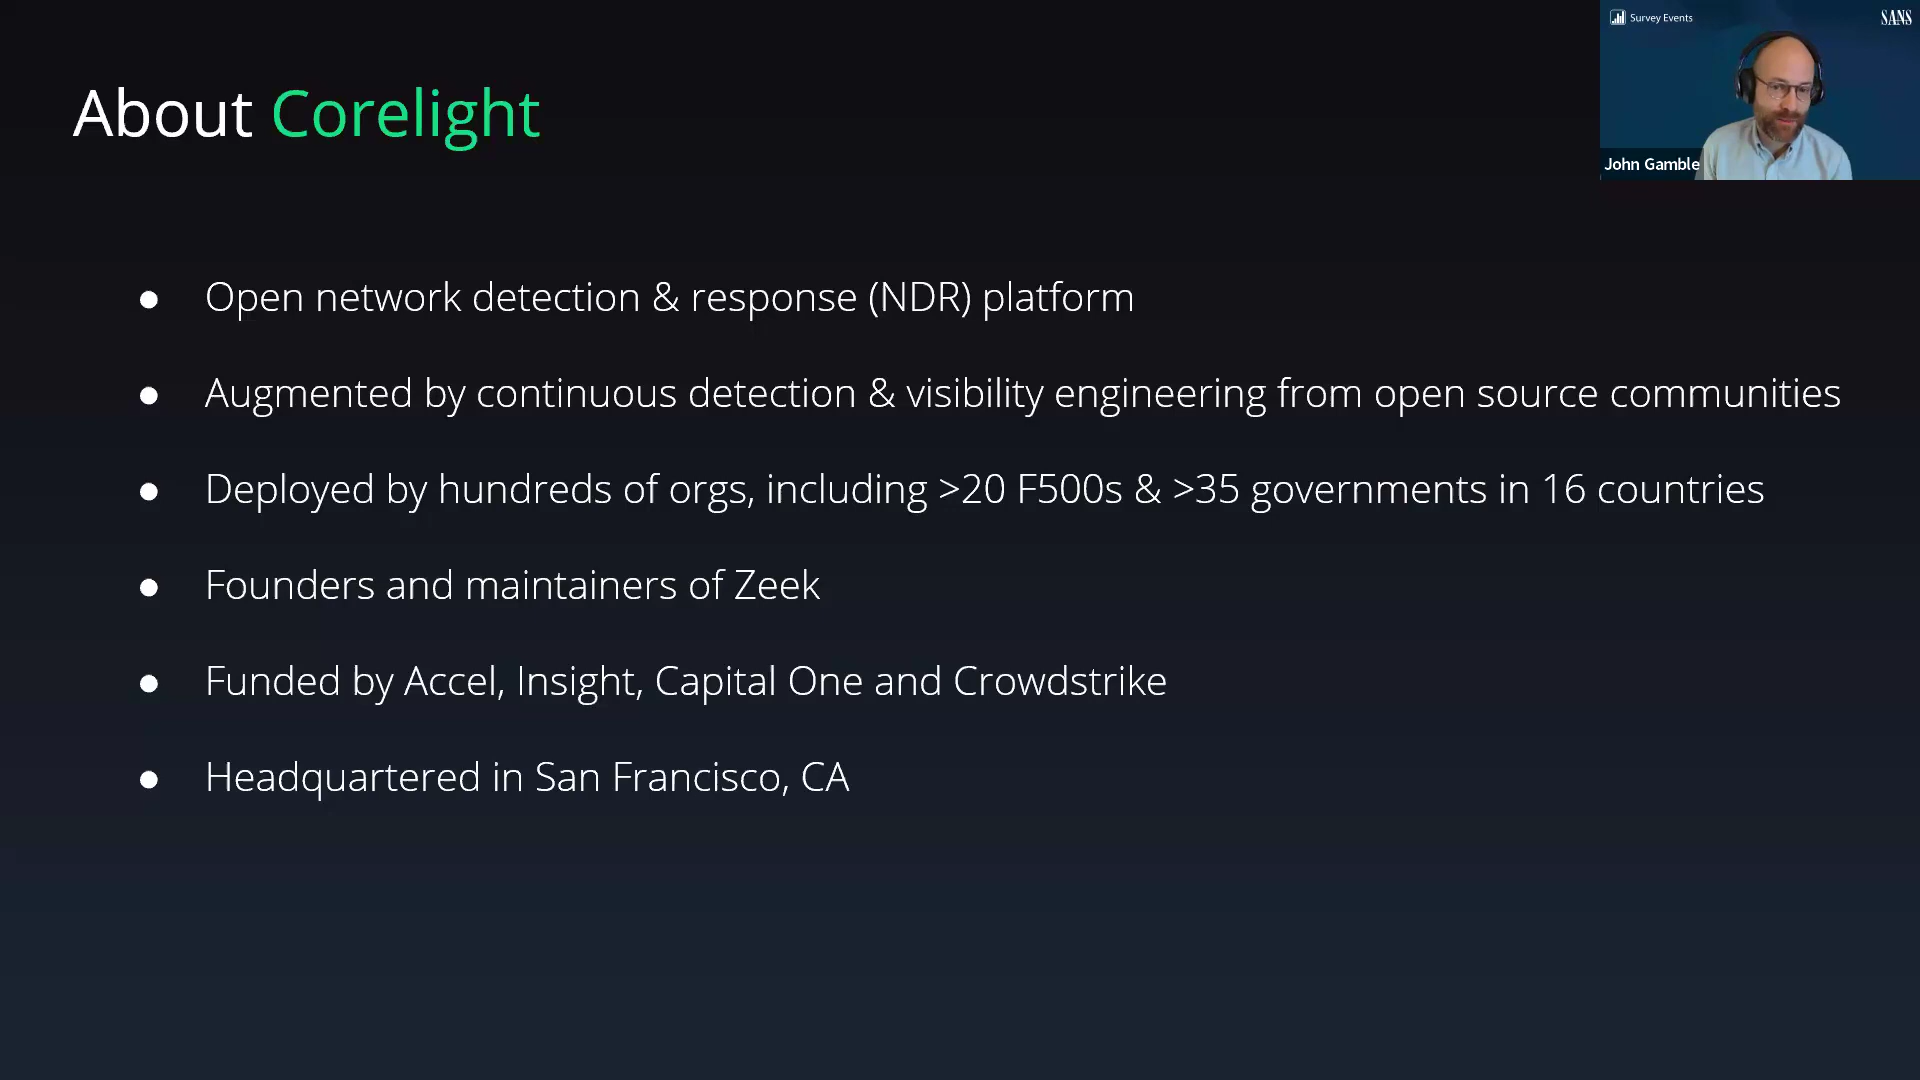 Survey Events
SANS
About Corelight
John Gamble
● Open network detection & response (NDR) platform
● Augmented by continuous detection & visibility engineering from open source communities
● Deployed by hundreds of orgs, including >20 F500s & >35 governments in 16 countries
● Founders and maintainers of Zeek
● Funded by Accel, Insight, Capital One and Crowdstrike
● Headquartered in San Francisco, CA